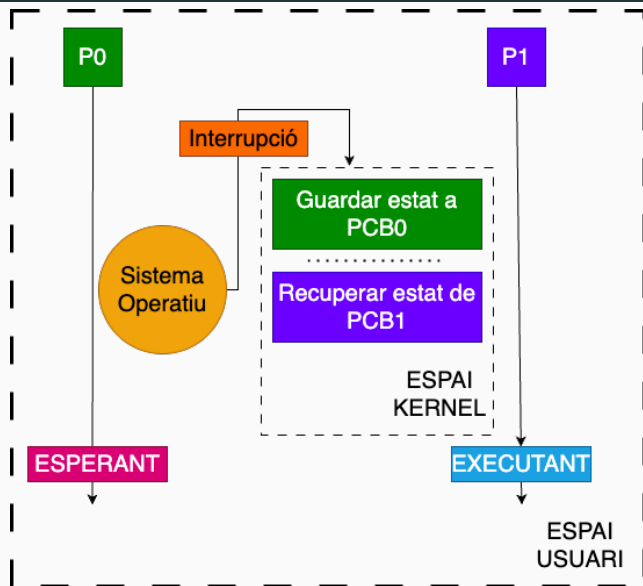 P0
P1
Interrupció
Guardar estat a
PCB0
...............
Recuperar estat de
PCB1
Sistema
Operatiu
ESPAI
KERNEL
ESPERANT
EXECUTANT
ESPAI
USUARI